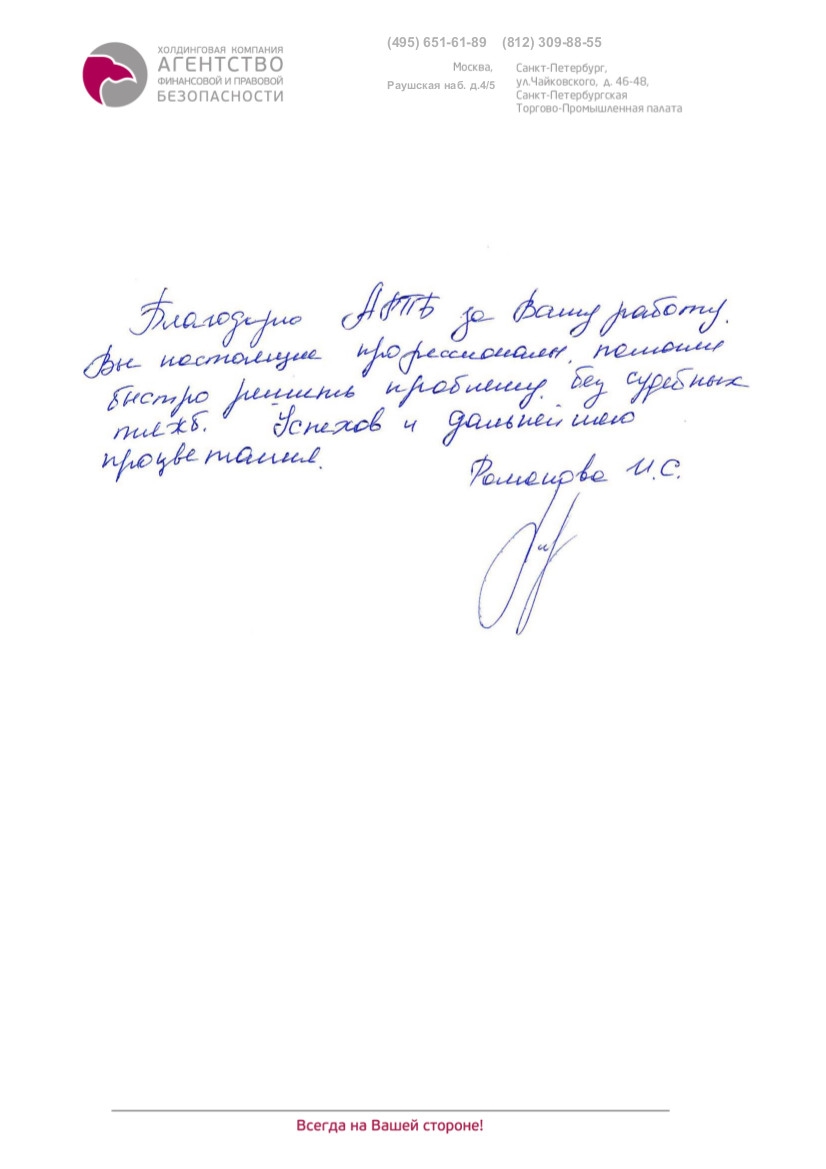 ХОЛДИНГОВАЯ КОМПАНИЯ
АГЕНТСТВО
ФИНАНСОВОЙ И ПРАВОВОЙ
БЕЗОПАСНОСТИ
(495) 651-61-89 (812) 309-88-55
Москва,
Раушская наб. д.4/5
Санкт-Петербург,
ул.Чайковского, д. 46-48,
Санкт-Петербургская
Торгово-Промышленная палата
Благодарю АФПБ за Вашу работу.
Вы настоящие профессионалы, помогли
быстро решить проблему, без судебных
тяжб. Успехов и дальнейшего
процветания.
Романова И.С.
Всегда на Вашей стороне!